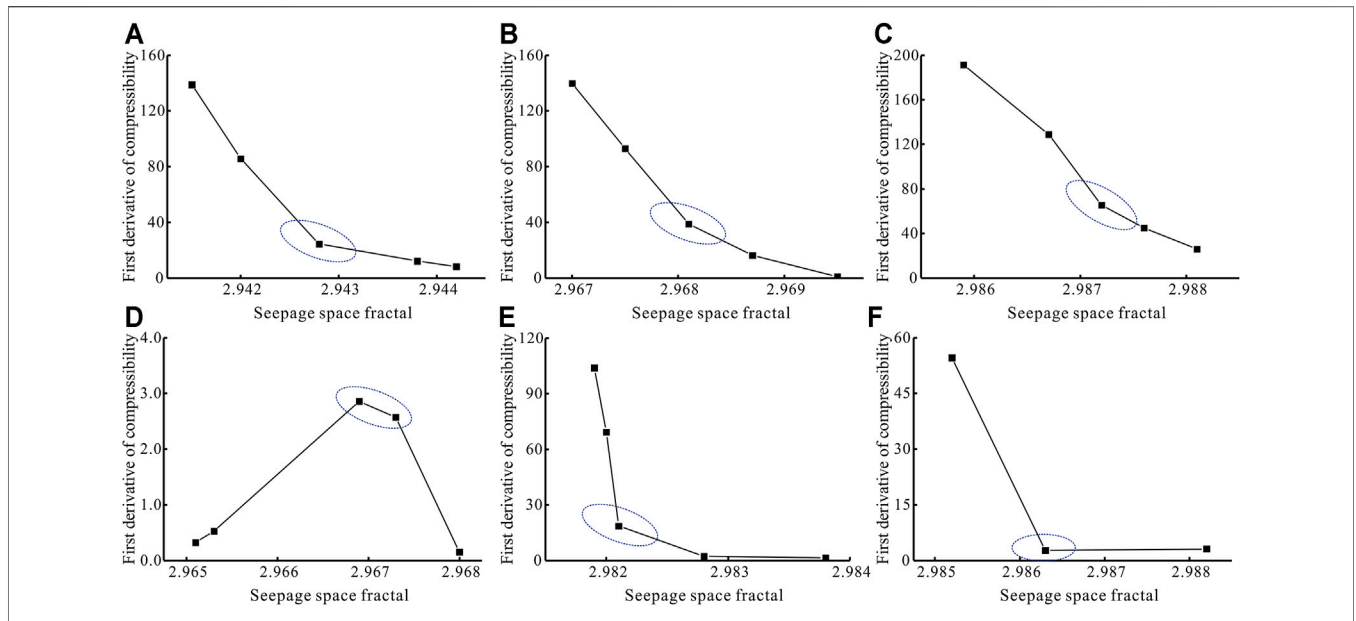 A
First derivative of compressibility
160
120
80
40
0
2.942 2.943 2.944
Seepage space fractal
B
First derivative of compressibility
160
120
80
40
0
2.967 2.968 2.969
Seepage space fractal
C
First derivative of compressibility
200
160
120
80
40
0
2.986 2.987 2.988
Seepage space fractal
D
First derivative of compressibility
4.0
3.0
2.0
1.0
0.0
2.965 2.966 2.967 2.968
Seepage space fractal
E
First derivative of compressibility
120
90
60
30
0
2.982 2.983 2.984
Seepage space fractal
F
First derivative of compressibility
60
45
30
15
0
2.985 2.986 2.987 2.988
Seepage space fractal